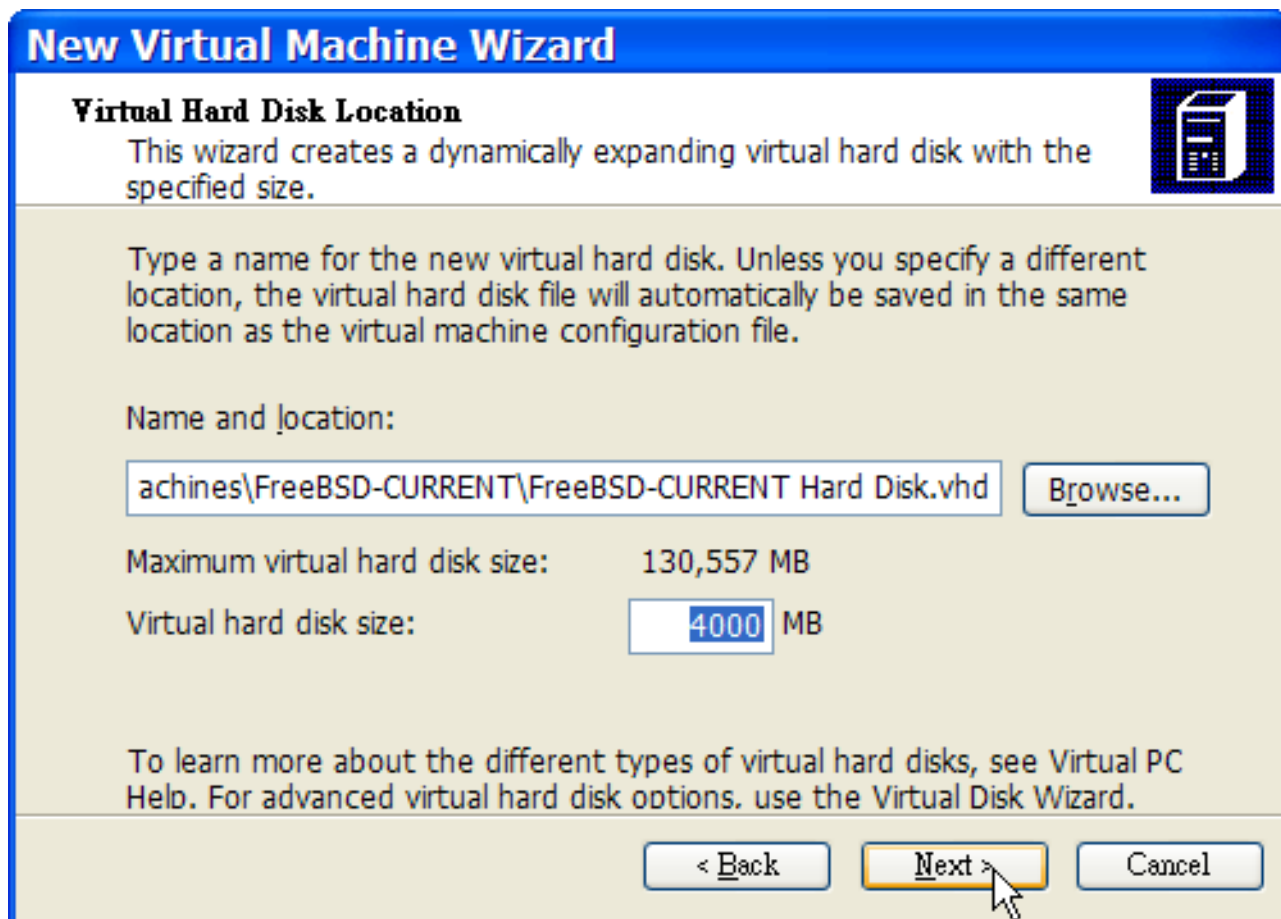 New Virtual Machine Wizard
Virtual Hard Disk Location
This wizard creates a dynamically expanding virtual hard disk with the
specified size.
Type a name for the new virtual hard disk. Unless you specify a different
location, the virtual hard disk file will automatically be saved in the same
location as the virtual machine configuration file.
Name and location:
achines\FreeBSD-CURRENT\FreeBSD-CURRENT Hard Disk.vhd Browse...
Maximum virtual hard disk size: 130,557 MB
Virtual hard disk size: 4000 MB
To learn more about the different types of virtual hard disks, see Virtual PC
Help. For advanced virtual hard disk options, use the Virtual Disk Wizard.
< Back Next > Cancel